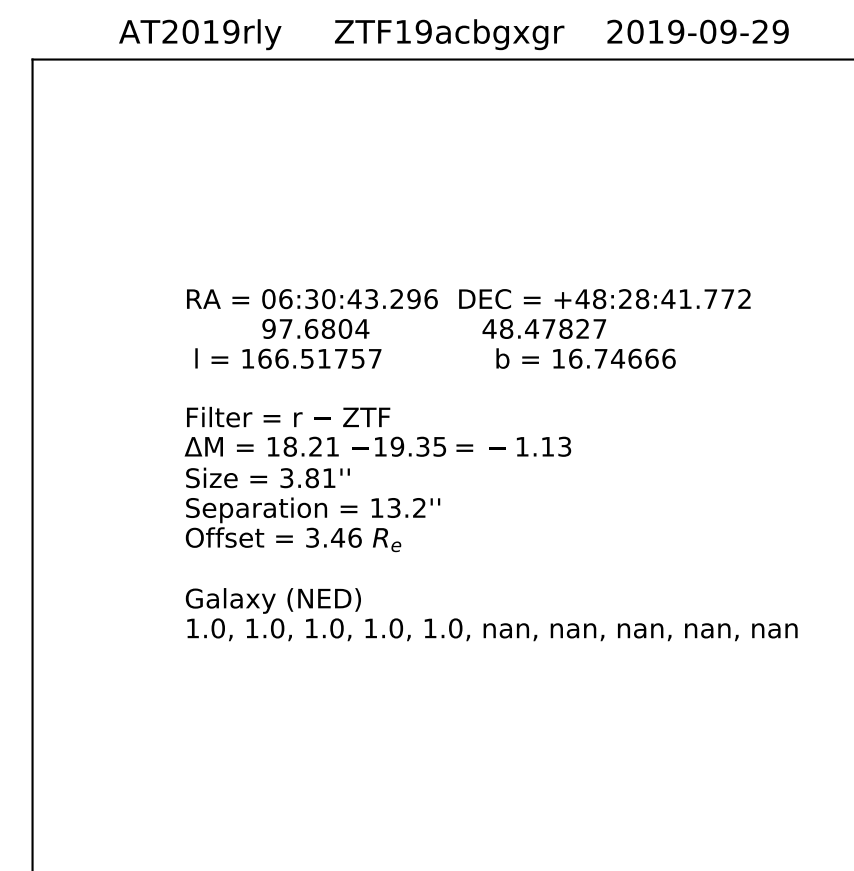 AT2019rly ZTF19acbgxgr 2019-09-29
RA = 06:30:43.296 DEC = +48:28:41.772
97.6804 48.47827
l = 166.51757 b = 16.74666
Filter = r − ZTF
ΔM = 18.21 −19.35 = − 1.13
Size = 3.81''
Separation = 13.2''
Offset = 3.46 Re
Galaxy (NED)
1.0, 1.0, 1.0, 1.0, 1.0, nan, nan, nan, nan, nan